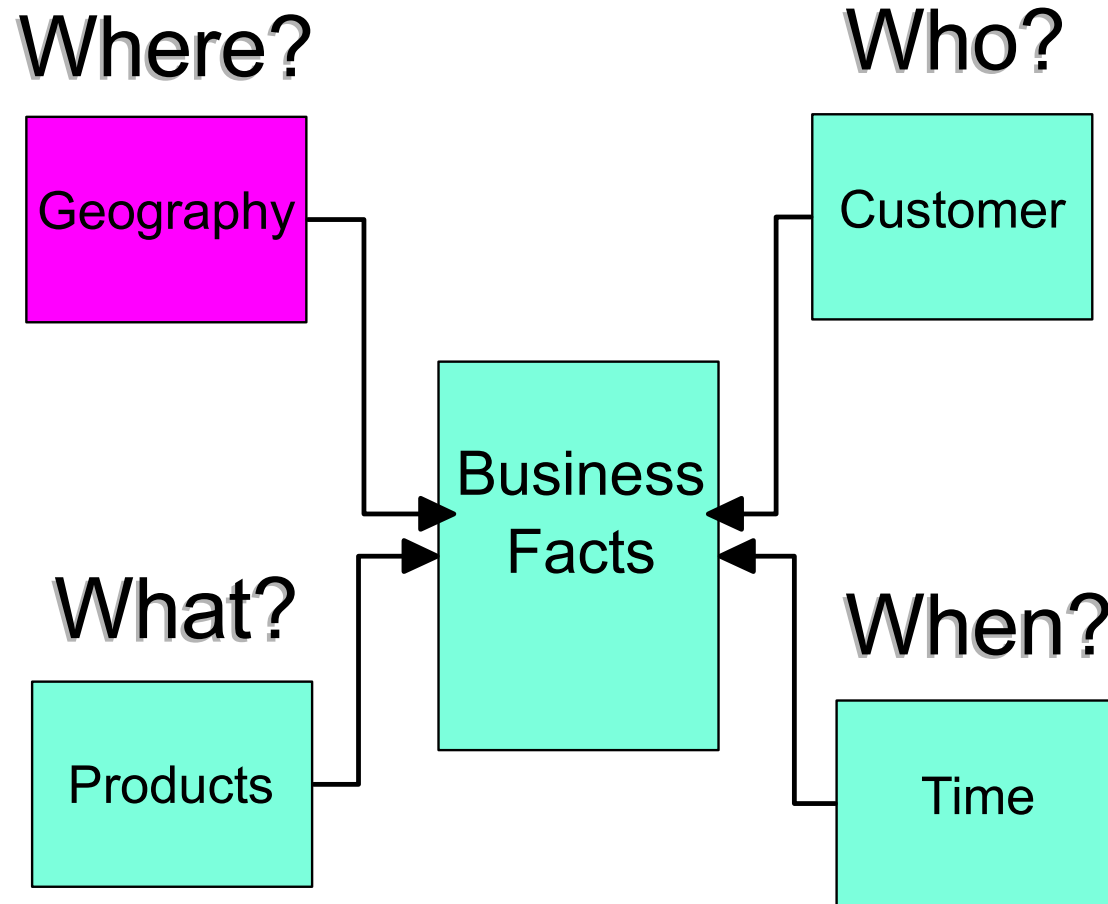 Where?
Geography
Who?
Customer
Business
Facts
What?
Products
When?
Time